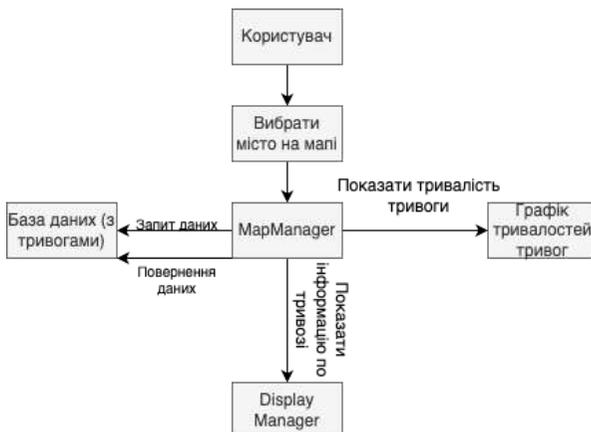 Користувач
Вибрати
місто на мапі
Показати тривалість
тривоги
База даних (з
тривогами)
Запит даних
MapManager
Графік
тривалостей
тривог
Повернення
даних
Показати
інформацію по
тривозі
Display
Manager